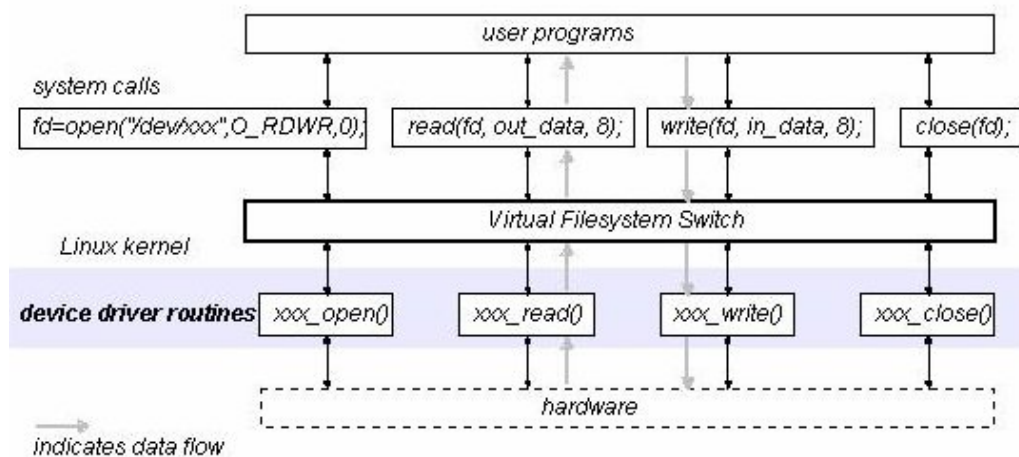 user programs
system calls
fd=open("/dev/xxx",O_RDWR,0);
read(fd, out_data, 8);
write(fd, in_data, 8);
close(fd);
Virtual Filesystem Switch
Linux kernel
device driver routines
xxx_open()
xxx_read()
xxx_write()
xxx_close()
hardware
indicates data flow